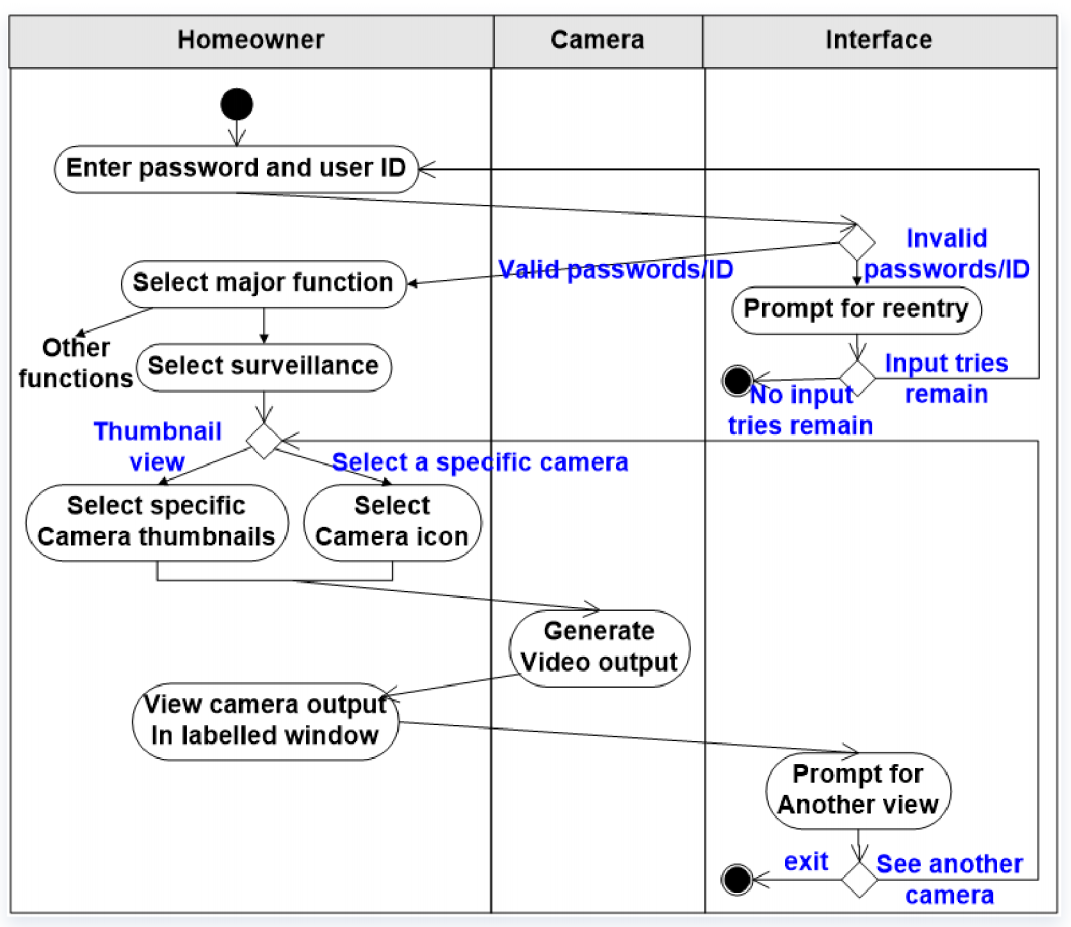 Homeowner
Camera
Interface
Enter password and user ID
Invalid
passwords/ID
Valid passwords/ID
Select major function
Prompt for reentry
Other
functions
Select surveillance
Input tries
remain
No input
tries remain
Thumbnail
view
Select a specific camera
Select specific
Camera thumbnails
Select
Camera icon
Generate
Video output
View camera output
In labelled window
Prompt for
Another view
exit
See another
camera